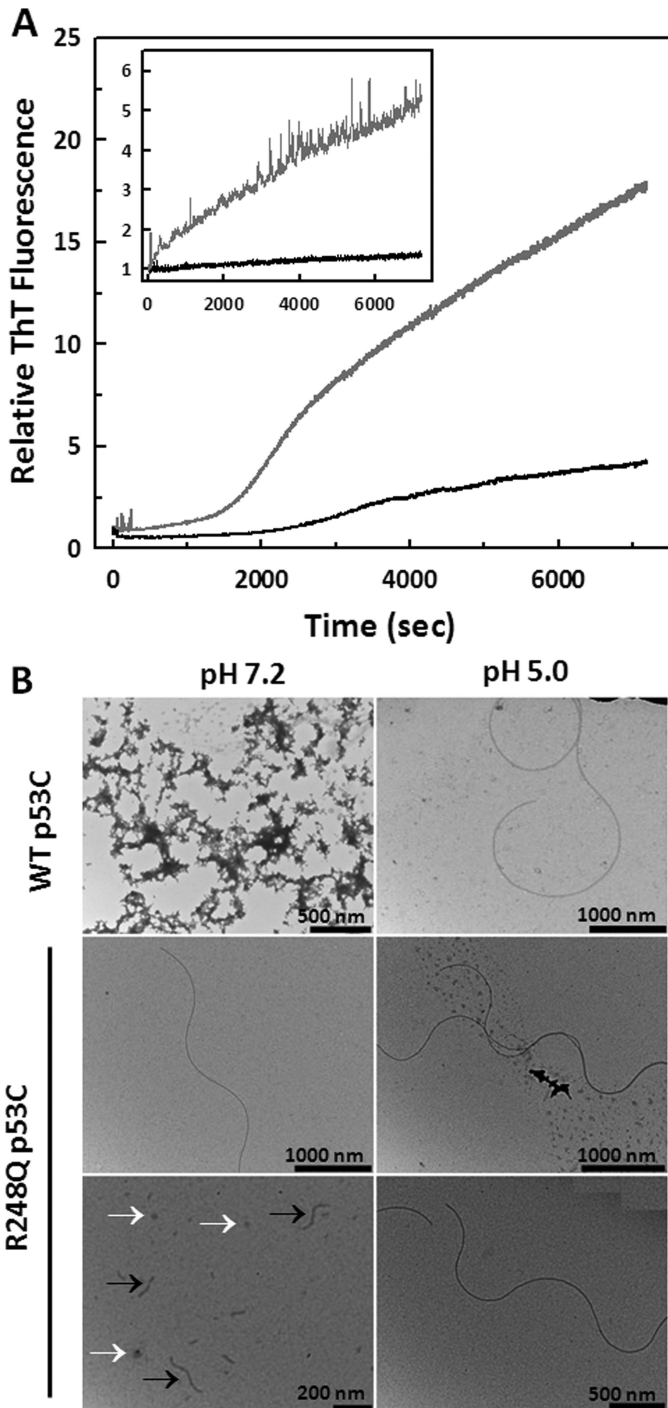 A
25
20
15
10
5
0
Relative ThT Fluorescence
6
5
4
3
2
1
0 2000 4000 6000
0 2000 4000 6000
Time (sec)
B
pH 7.2 pH 5.0
WT p53C
500 nm 1000 nm
R248Q p53C
1000 nm 1000 nm
200 nm 500 nm